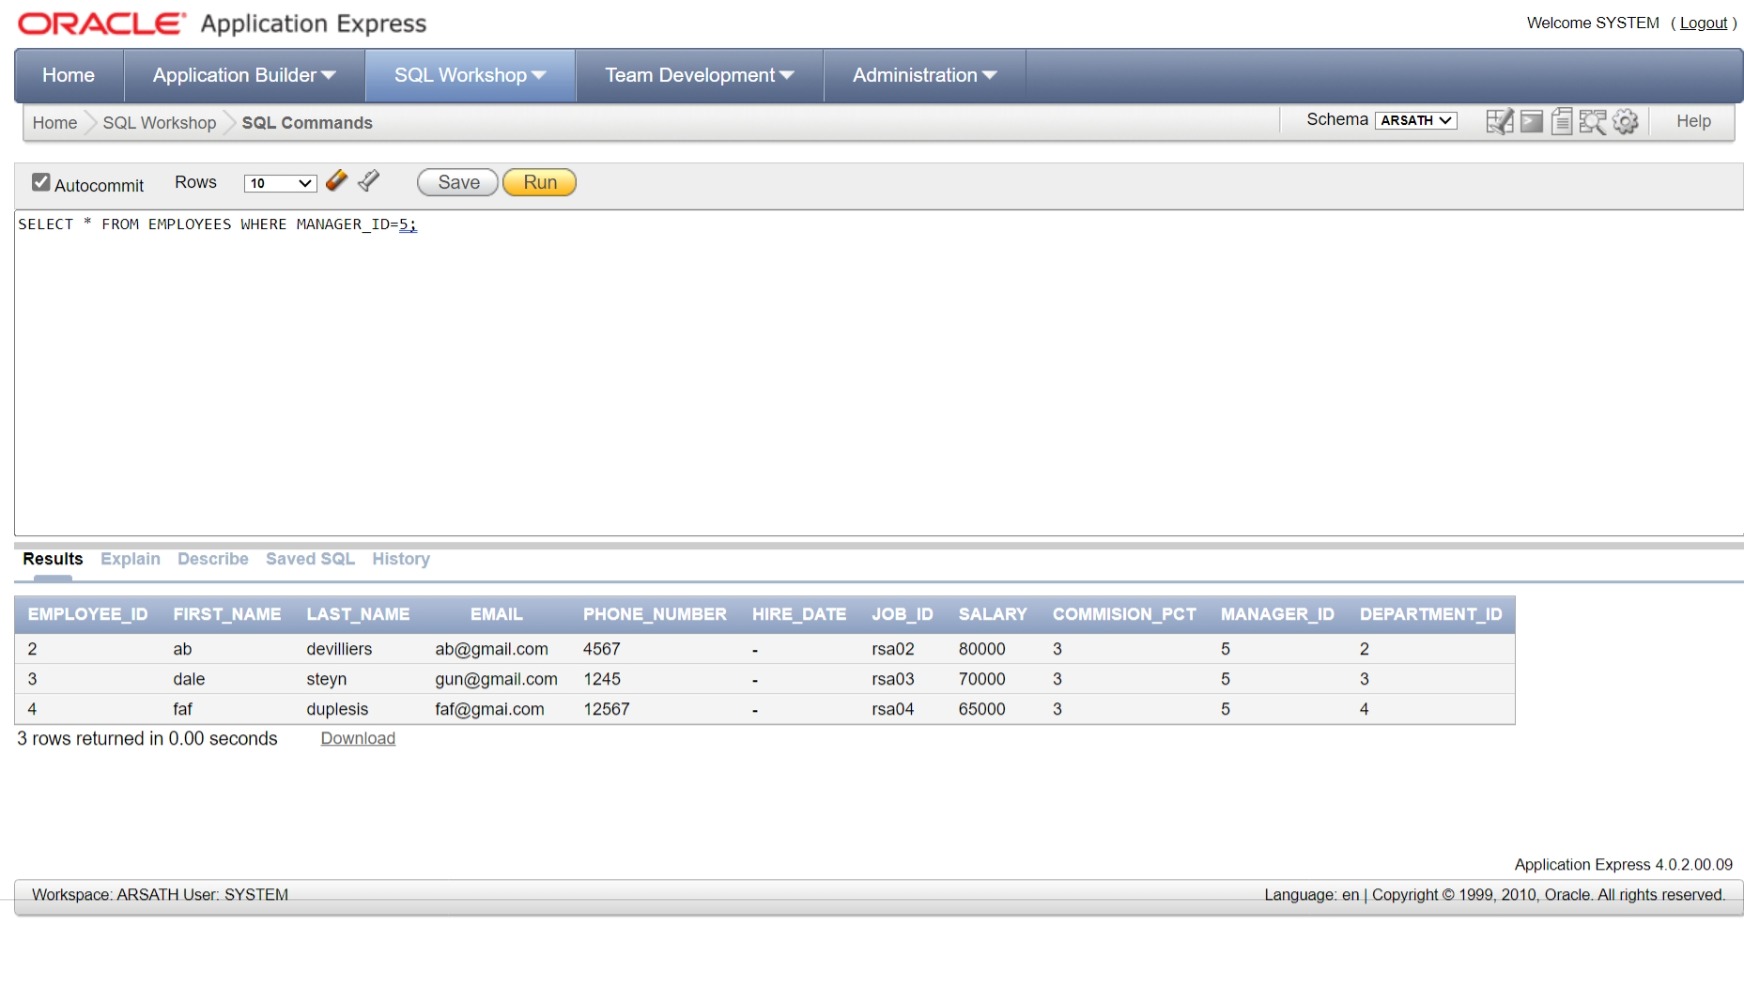 ORACLE Application Express
Welcome SYSTEM ( Logout )
Home Application Builder SQL Workshop Team Development Administration
Home SQL Workshop SQL Commands Schema ARSATH Help
Autocommit Rows 10 Save Run
SELECT * FROM EMPLOYEES WHERE MANAGER_ID=5;
Results Explain Describe Saved SQL History
EMPLOYEE_ID FIRST_NAME LAST_NAME EMAIL PHONE_NUMBER HIRE_DATE JOB_ID SALARY COMMISION_PCT MANAGER_ID DEPARTMENT_ID
2 ab devilliers ab@gmail.com 4567 - rsa02 80000 3 5 2
3 dale steyn gun@gmail.com 1245 - rsa03 70000 3 5 3
4 faf duplesis faf@gmai.com 12567 - rsa04 65000 3 5 4
3 rows returned in 0.00 seconds Download
Application Express 4.0.2.00.09
Workspace: ARSATH User: SYSTEM Language: en | Copyright © 1999, 2010, Oracle. All rights reserved.